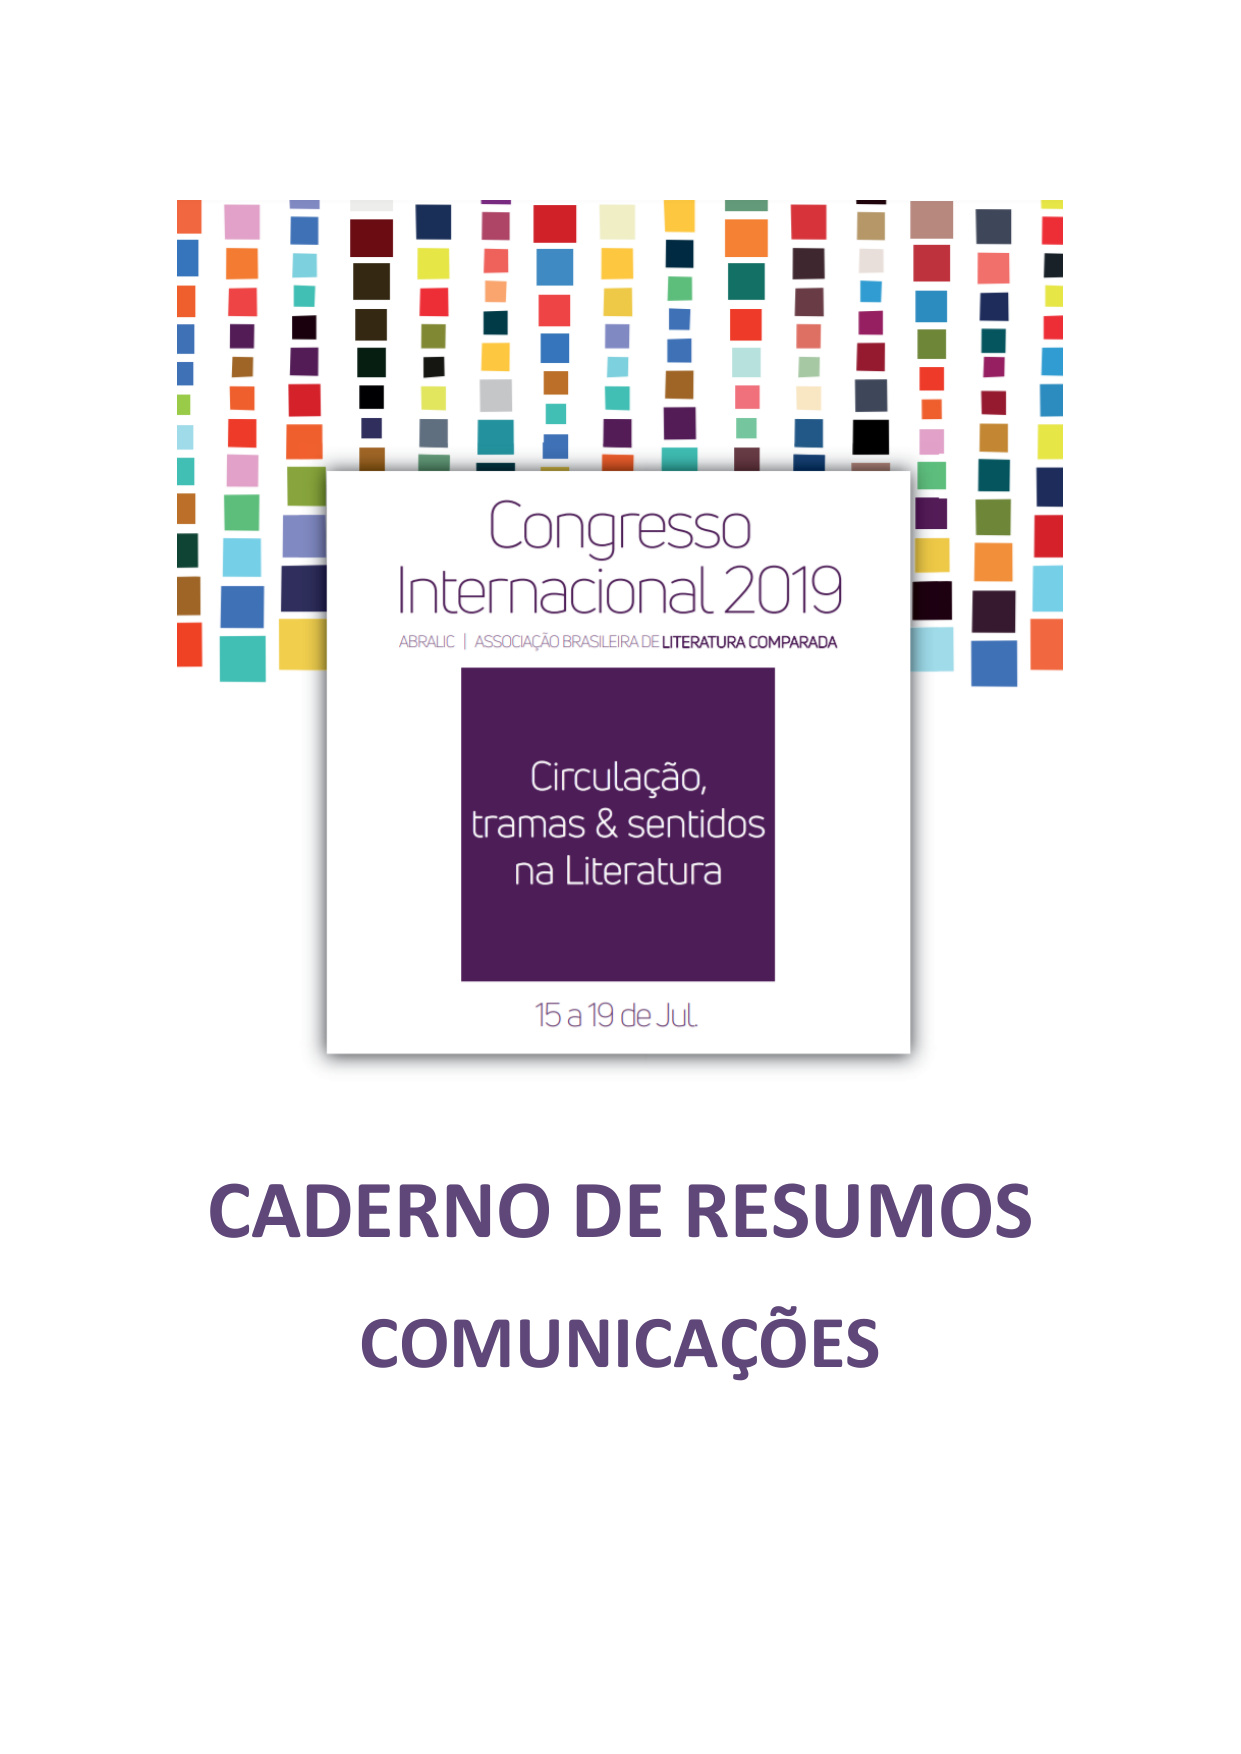 Congresso
Internacional 2019
ABRALIC | ASSOCIAÇÃO BRASILEIRA DE LITERATURA COMPARADA
Circulação,
tramas & sentidos
na Literatura
15 a 19 de Jul.
CADERNO DE RESUMOS
COMUNICAÇÕES